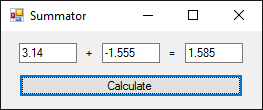 Summator
3.14 + -1.555 = 1.585
Calculate